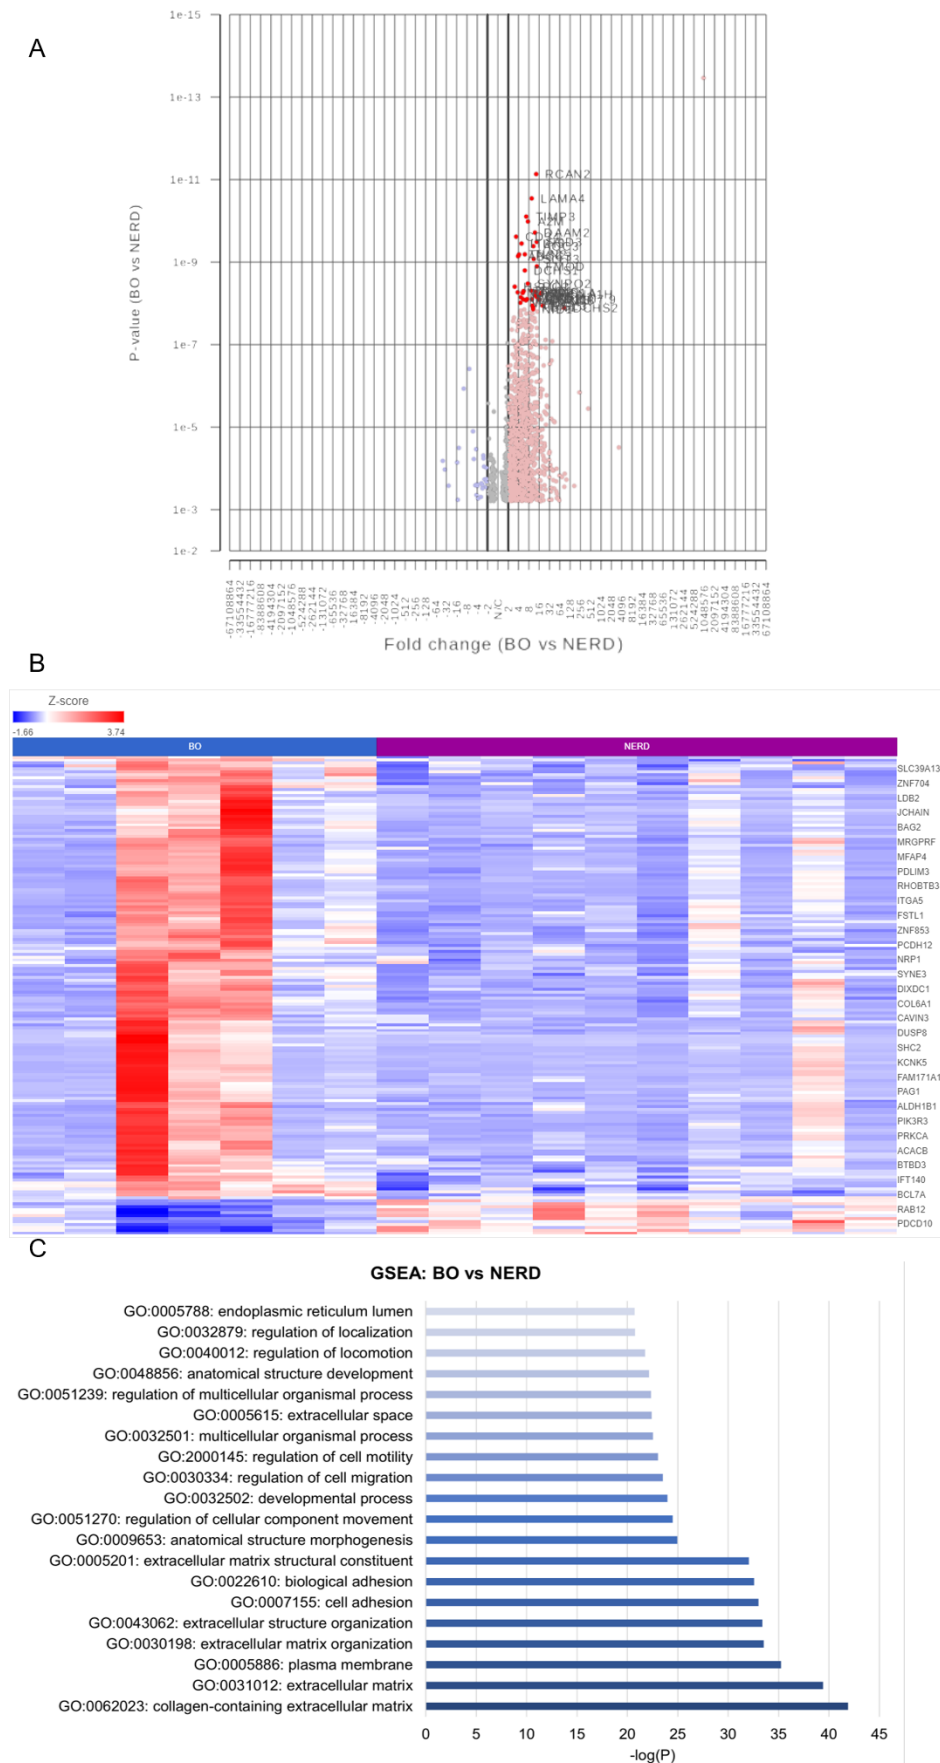 A
1e-15
1e-13
1e-11
1e-9
1e-7
1e-5
1e-3
1e-2
P-value (BO vs NERD)
RCAN2
LAMA4
TIMP3
A2M
DAAM2
FMOD
DCHS1
DCHS2
-67108864
-33554432
-16777216
-8388608
-4194304
-2097152
-1048576
-524288
-262144
-131072
-65536
-32768
-16384
-8192
-4096
-2048
-1024
-512
-256
-128
-64
-32
-16
-8
-4
-2
N/C
2
4
8
16
32
64
128
256
512
1024
2048
4096
8192
16384
32768
65536
131072
262144
524288
1048576
2097152
4194304
8388608
16777216
33554432
67108864
Fold change (BO vs NERD)
B
Z-score
-1.66 3.74
BO NERD
SLC39A13
ZNF704
LDB2
JCHAIN
BAG2
MRGPRF
MFAP4
PDLIM3
RHOBTB3
ITGA5
FSTL1
ZNF853
PCDH12
NRP1
SYNE3
DIXDC1
COL6A1
CAVIN3
DUSP8
SHC2
KCNK5
FAM171A1
PAG1
ALDH1B1
PIK3R3
PRKCA
ACACB
BTBD3
IFT140
BCL7A
RAB12
PDCD10
C
GSEA: BO vs NERD
GO:0005788: endoplasmic reticulum lumen
GO:0032879: regulation of localization
GO:0040012: regulation of locomotion
GO:0048856: anatomical structure development
GO:0051239: regulation of multicellular organismal process
GO:0005615: extracellular space
GO:0032501: multicellular organismal process
GO:2000145: regulation of cell motility
GO:0030334: regulation of cell migration
GO:0032502: developmental process
GO:0051270: regulation of cellular component movement
GO:0009653: anatomical structure morphogenesis
GO:0005201: extracellular matrix structural constituent
GO:0022610: biological adhesion
GO:0007155: cell adhesion
GO:0043062: extracellular structure organization
GO:0030198: extracellular matrix organization
GO:0005886: plasma membrane
GO:0031012: extracellular matrix
GO:0062023: collagen-containing extracellular matrix
0 5 10 15 20 25 30 35 40 45
-log(P)